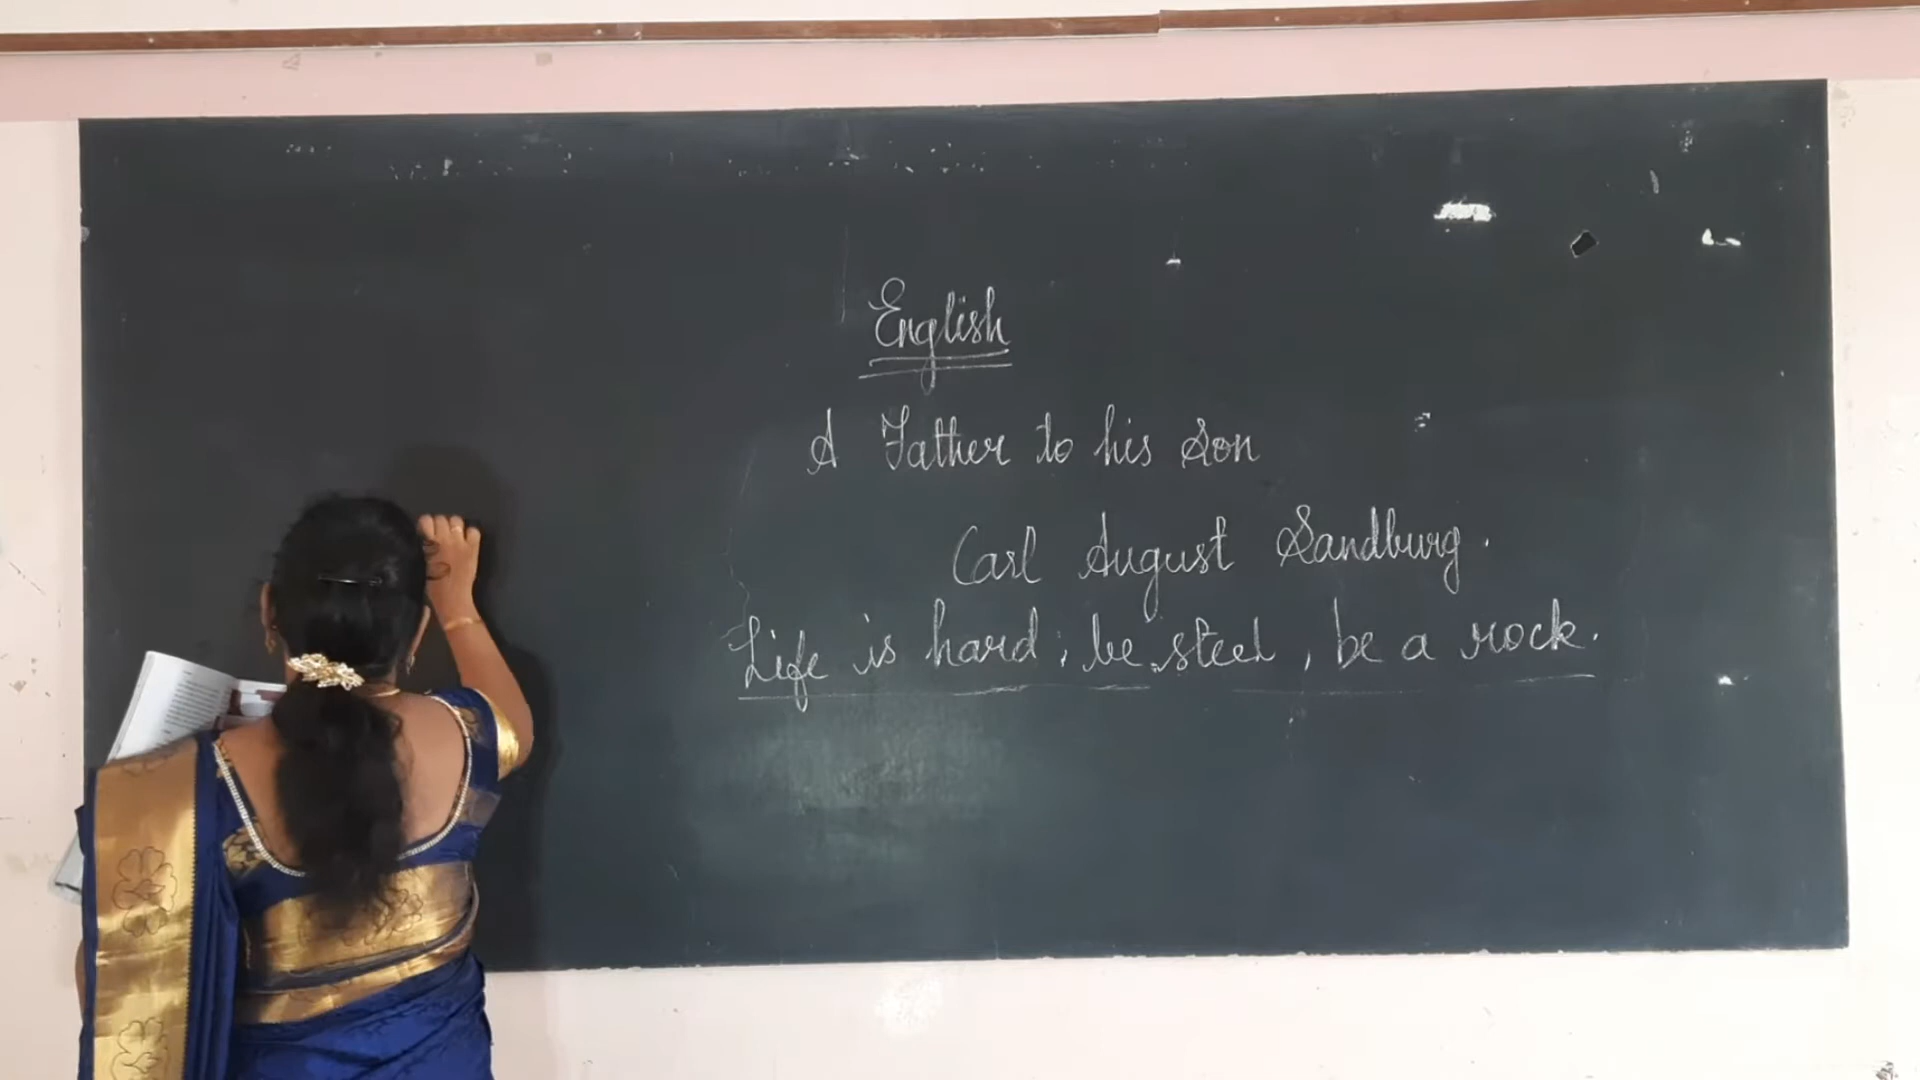 English
A Father to his Son
Carl August Sandburg.
Life is hard; be steel, be a rock.